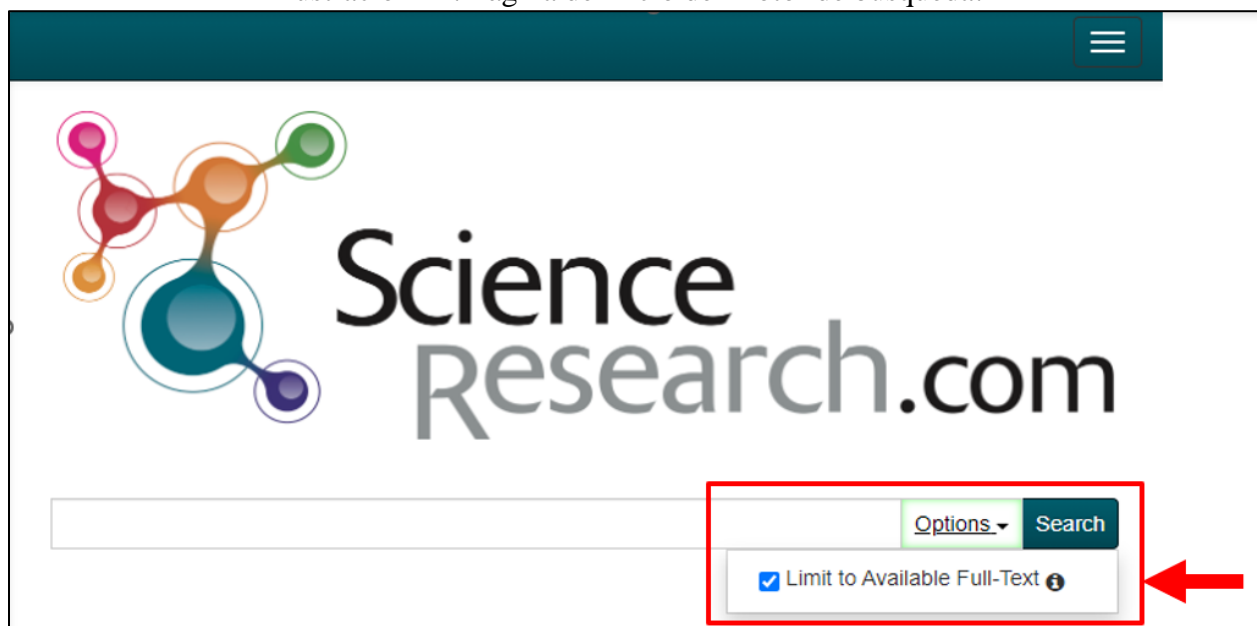 Science
Research.com
Options
Search
Limit to Available Full-Text